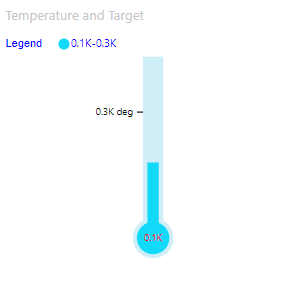 Temperature and Target
Legend 0.1K-0.3K
0.3K deg
0.1K